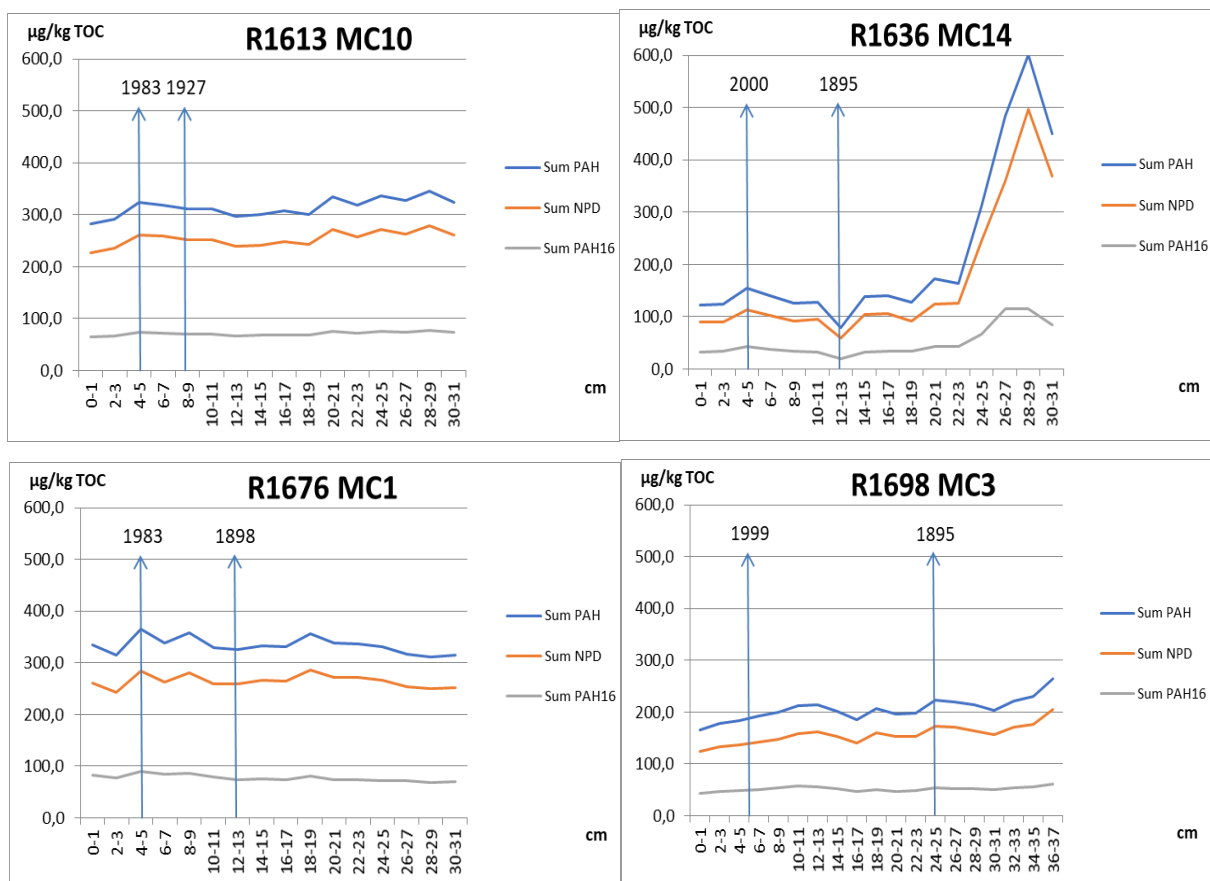 µg/kg TOC
R1613 MC10
600,0
500,0
400,0
300,0
200,0
100,0
0,0
1983 1927
Sum PAH
Sum NPD
Sum PAH16
cm
0-1 2-3 4-5 6-7 8-9 10-11 12-13 14-15 16-17 18-19 20-21 22-23 24-25 26-27 28-29 30-31
µg/kg TOC
R1636 MC14
600,0
500,0
400,0
300,0
200,0
100,0
0,0
2000 1895
Sum PAH
Sum NPD
Sum PAH16
cm
0-1 2-3 4-5 6-7 8-9 10-11 12-13 14-15 16-17 18-19 20-21 22-23 24-25 26-27 28-29 30-31
µg/kg TOC
R1676 MC1
600,0
500,0
400,0
300,0
200,0
100,0
0,0
1983 1898
Sum PAH
Sum NPD
Sum PAH16
cm
0-1 2-3 4-5 6-7 8-9 10-11 12-13 14-15 16-17 18-19 20-21 22-23 24-25 26-27 28-29 30-31
µg/kg TOC
R1698 MC3
600,0
500,0
400,0
300,0
200,0
100,0
0,0
1999 1895
Sum PAH
Sum NPD
Sum PAH16
cm
0-1 2-3 4-5 6-7 8-9 10-11 12-13 14-15 16-17 18-19 20-21 22-23 24-25 26-27 28-29 30-31 32-33 34-35 36-37